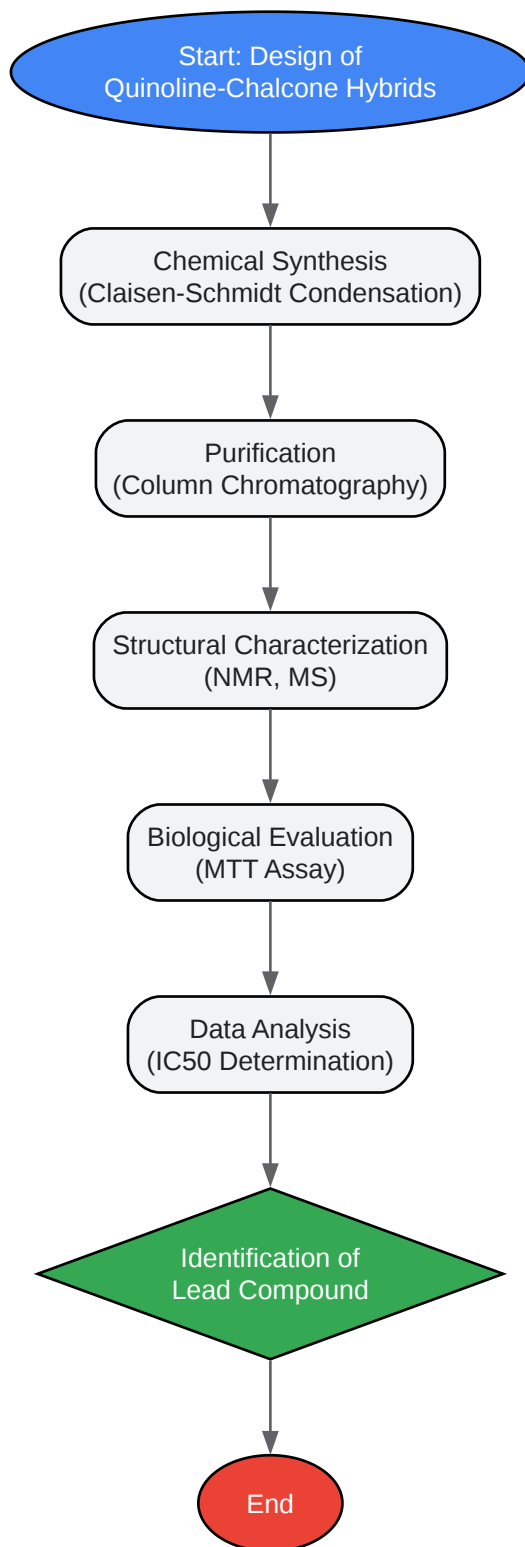 Start: Design of
Quinoline-Chalcone Hybrids
Chemical Synthesis
(Claisen-Schmidt Condensation)
Purification
(Column Chromatography)
Structural Characterization
(NMR, MS)
Biological Evaluation
(MTT Assay)
Data Analysis
(IC50 Determination)
Identification of
Lead Compound
End